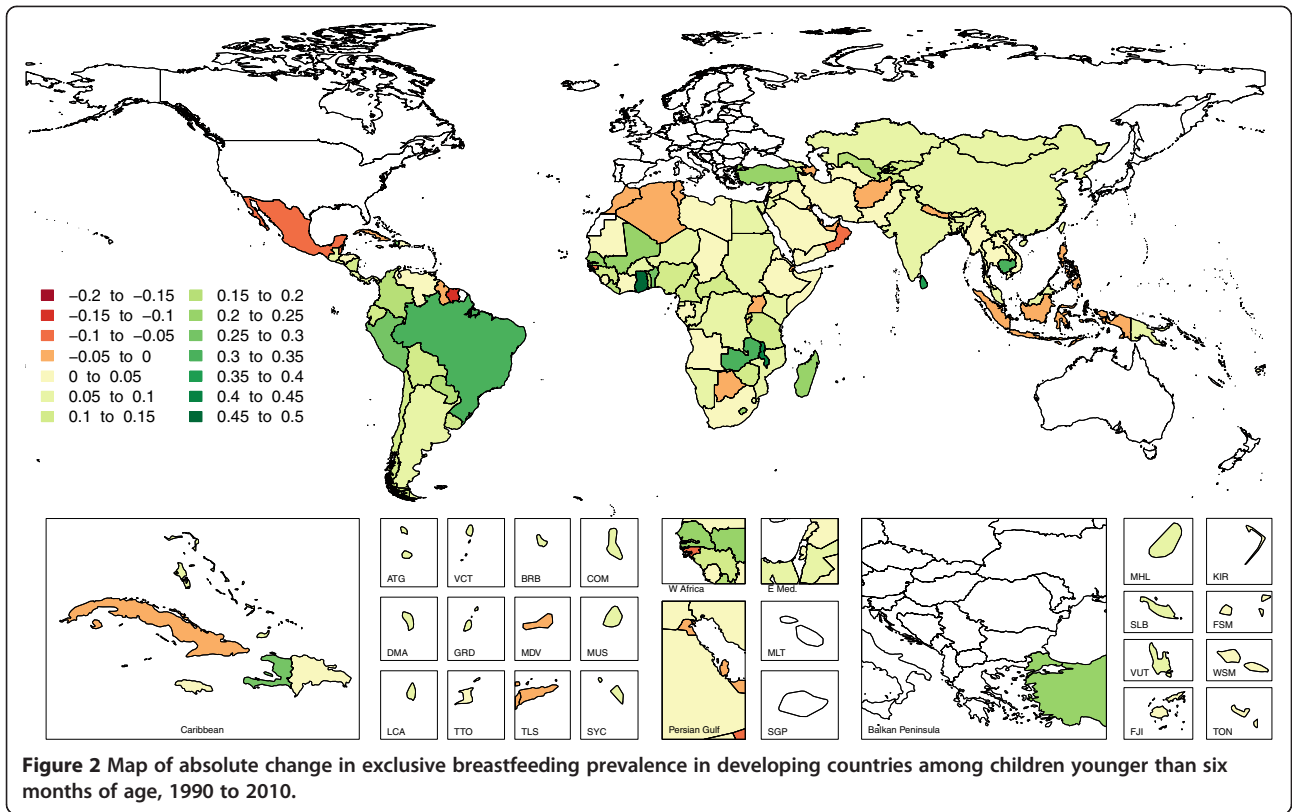 −0.2 to −0.15
−0.15 to −0.1
−0.1 to −0.05
−0.05 to 0
0 to 0.05
0.05 to 0.1
0.1 to 0.15
0.15 to 0.2
0.2 to 0.25
0.25 to 0.3
0.3 to 0.35
0.35 to 0.4
0.4 to 0.45
0.45 to 0.5
Caribbean
ATG
VCT
BRB
COM
DMA
GRD
MDV
MUS
LCA
TTO
TLS
SYC
W Africa
E Med.
Persian Gulf
MLT
SGP
Balkan Peninsula
MHL
KIR
SLB
FSM
VUT
WSM
FJI
TON
Figure 2 Map of absolute change in exclusive breastfeeding prevalence in developing countries among children younger than six
months of age, 1990 to 2010.